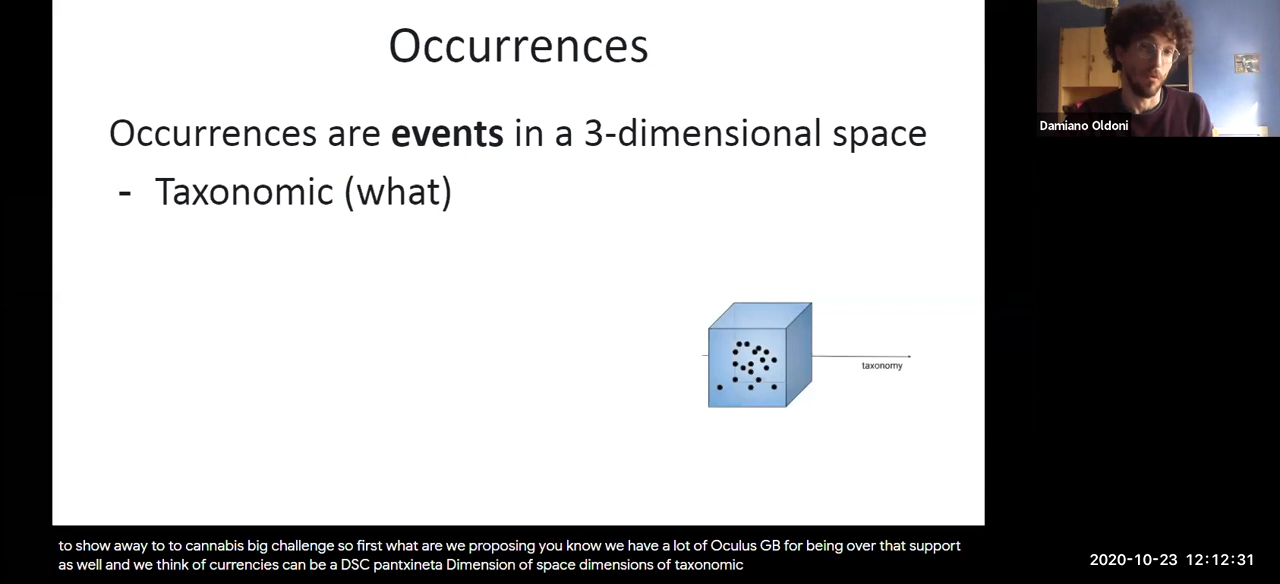 Occurrences
Occurrences are events in a 3-dimensional space
- Taxonomic (what)
taxonomy
Damiano Oldoni
to show away to to cannabis big challenge so first what are we proposing you know we have a lot of Oculus GB for being over that support
as well and we think of currencies can be a DSC pantxineta Dimension of space dimensions of taxonomic
2020-10-23 12:12:31